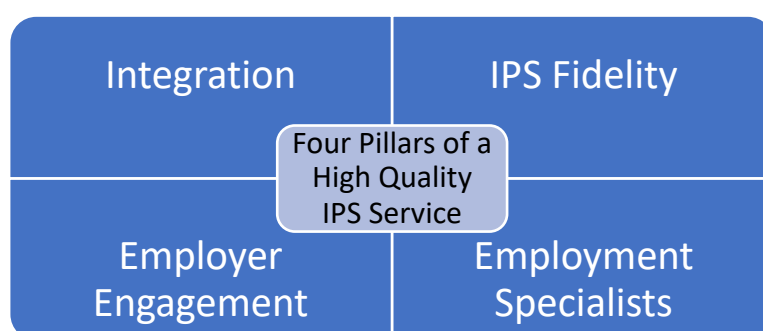 Integration
IPS Fidelity
Four Pillars of a
High Quality
IPS Service
Employer
Engagement
Employment
Specialists